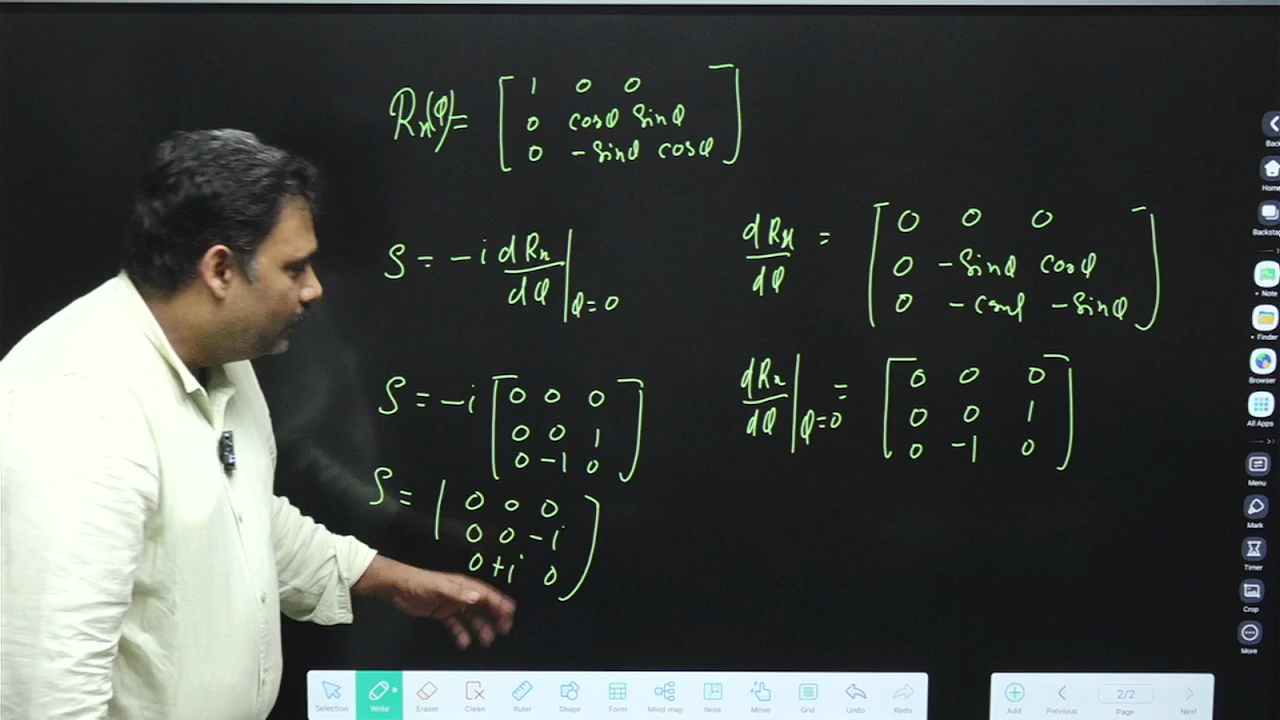 Rx(φ) = [ 1 0 0
0 cosφ sinφ
0 -sinφ cosφ ]
S = -i dRx/dφ |φ=0
dRx/dφ = [ 0 0 0
0 -sinφ cosφ
0 -cosφ -sinφ ]
S = -i [ 0 0 0
0 0 1
0 -1 0 ]
dRx/dφ |φ=0 = [ 0 0 0
0 0 1
0 -1 0 ]
S = ( 0 0 0
0 0 -i
0 +i 0 )
Back
Home
Backsta
Note
Finder
Browser
All Apps
Menu
Mark
Timer
Crop
More
Selection Write Eraser Clean Ruler Shape Form Mind map Note Move Grid Undo Redo
2/2
Add Previous Page Next